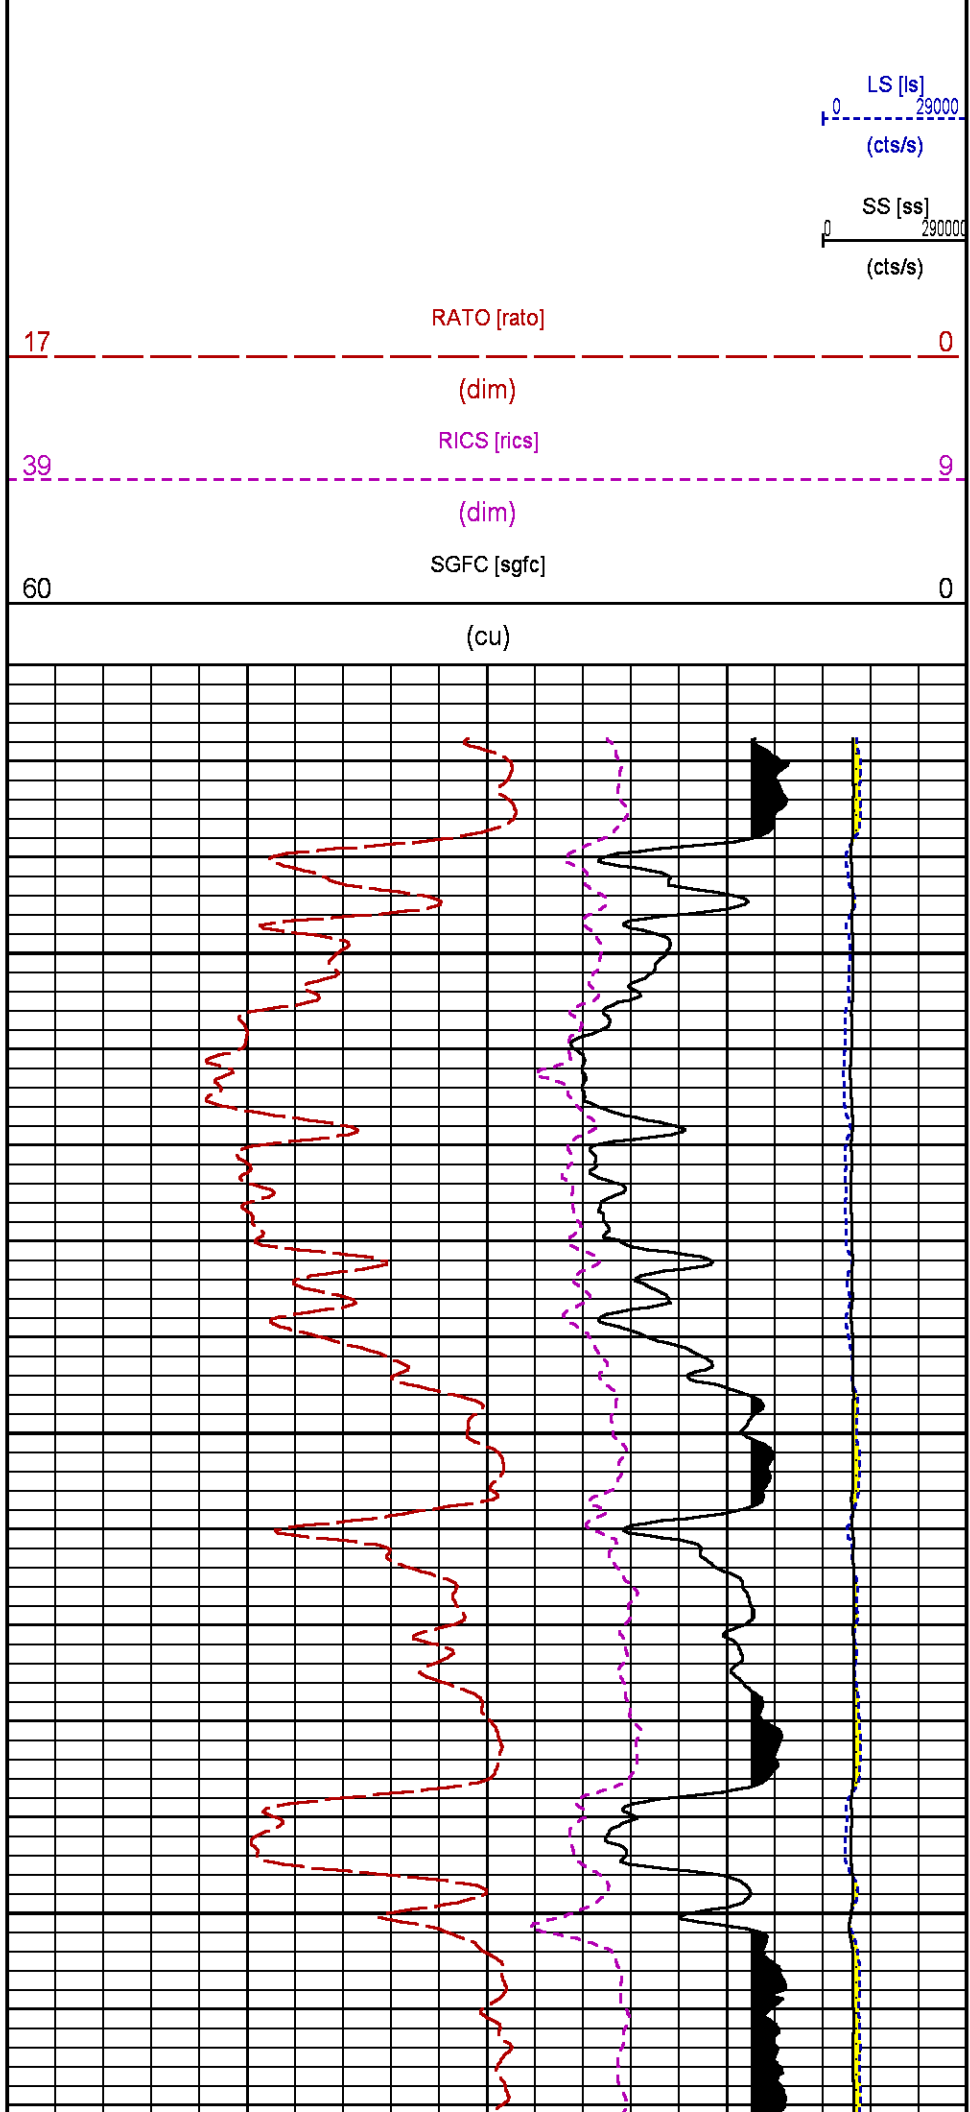 LS [ls]
0 29000
(cts/s)
SS [ss]
0 290000
(cts/s)
RATO [rato]
17 0
(dim)
RICS [rics]
39 9
(dim)
SGFC [sgfc]
60 0
(cu)